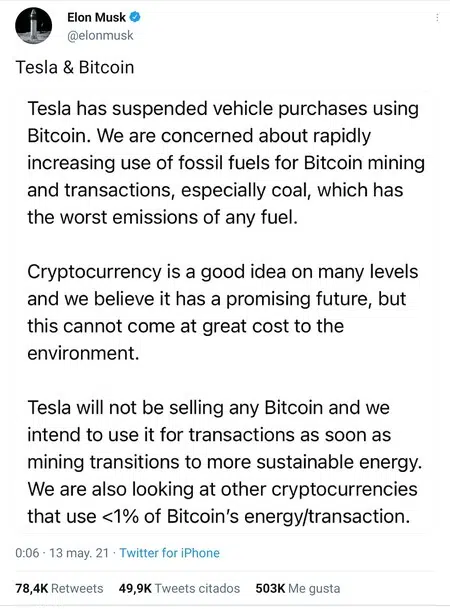 Elon Musk
@elonmusk
Tesla & Bitcoin
Tesla has suspended vehicle purchases using
Bitcoin. We are concerned about rapidly
increasing use of fossil fuels for Bitcoin mining
and transactions, especially coal, which has
the worst emissions of any fuel.
Cryptocurrency is a good idea on many levels
and we believe it has a promising future, but
this cannot come at great cost to the
environment.
Tesla will not be selling any Bitcoin and we
intend to use it for transactions as soon as
mining transitions to more sustainable energy.
We are also looking at other cryptocurrencies
that use <1% of Bitcoin's energy/transaction.
0:06 · 13 may. 21 · Twitter for iPhone
78,4K Retweets 49,9K Tweets citados 503K Me gusta